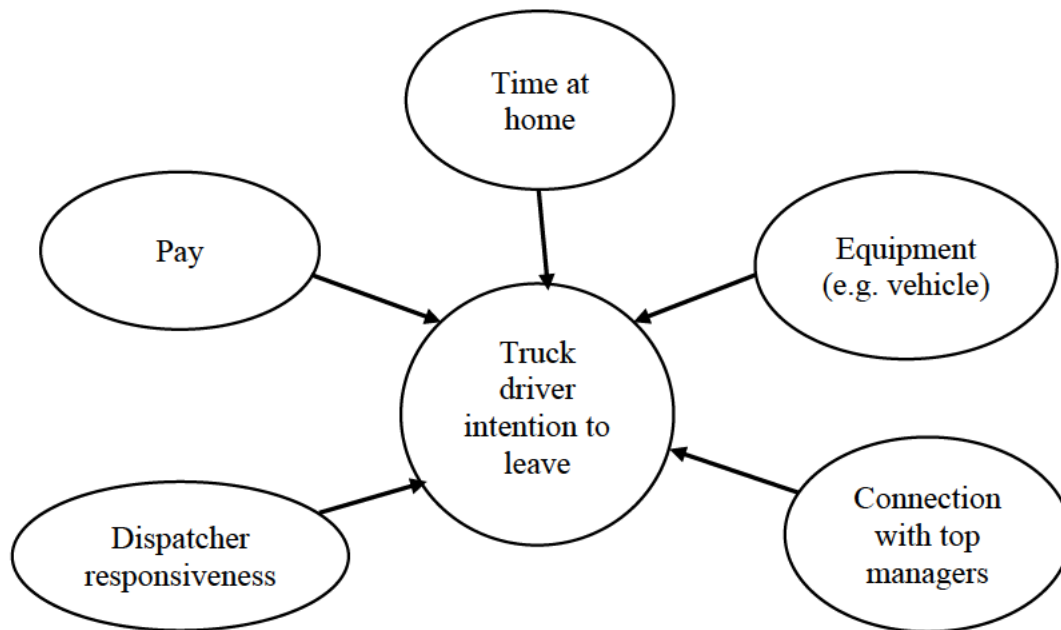 Time at
home
Pay
Equipment
(e.g. vehicle)
Truck
driver
intention to
leave
Dispatcher
responsiveness
Connection
with top
managers